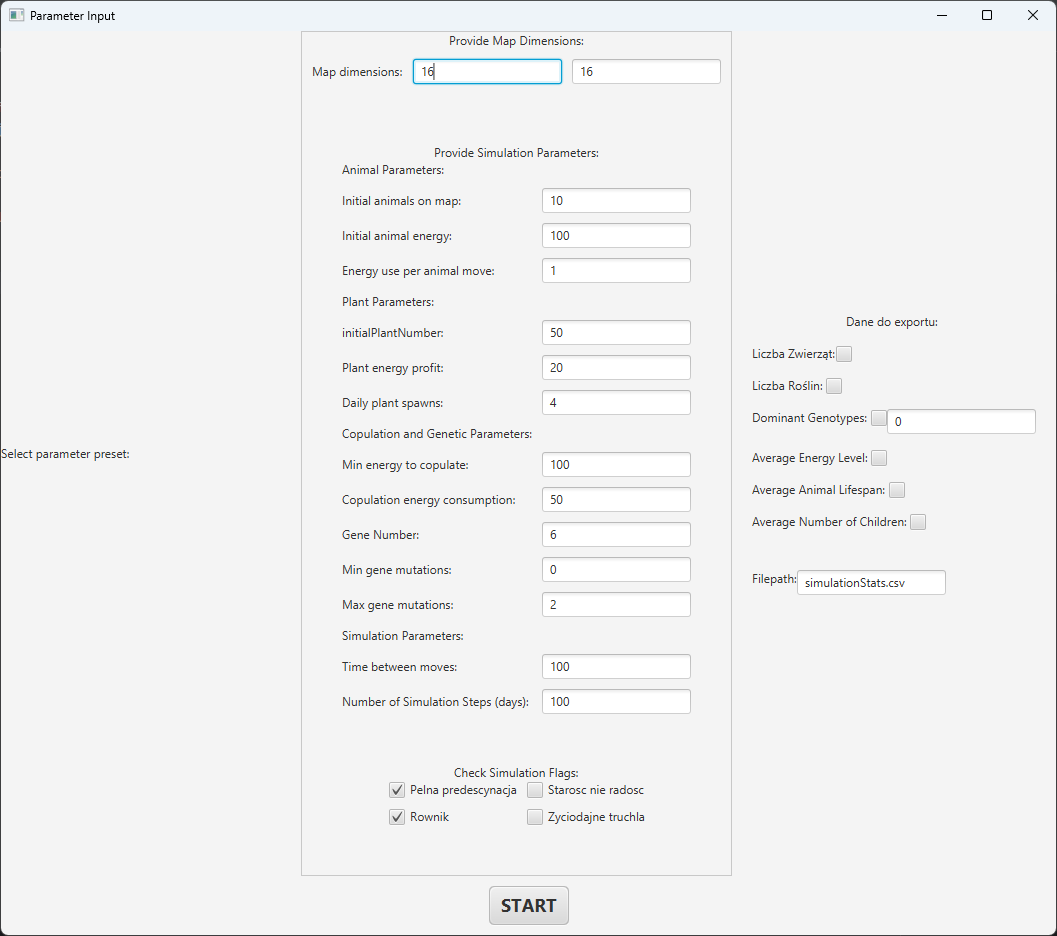 Parameter Input
Provide Map Dimensions:
Map dimensions: 16 16
Provide Simulation Parameters:
Animal Parameters:
Initial animals on map: 10
Initial animal energy: 100
Energy use per animal move: 1
Plant Parameters:
initialPlantNumber: 50
Plant energy profit: 20
Daily plant spawns: 4
Copulation and Genetic Parameters:
Min energy to copulate: 100
Copulation energy consumption: 50
Gene Number: 6
Min gene mutations: 0
Max gene mutations: 2
Simulation Parameters:
Time between moves: 100
Number of Simulation Steps (days): 100
Check Simulation Flags:
Pelna predescynacja Starosc nie radosc
Rownik Zyciodajne truchla
START
Select parameter preset:
Dane do exportu:
Liczba Zwierząt:
Liczba Roślin:
Dominant Genotypes: 0
Average Energy Level:
Average Animal Lifespan:
Average Number of Children:
Filepath: simulationStats.csv